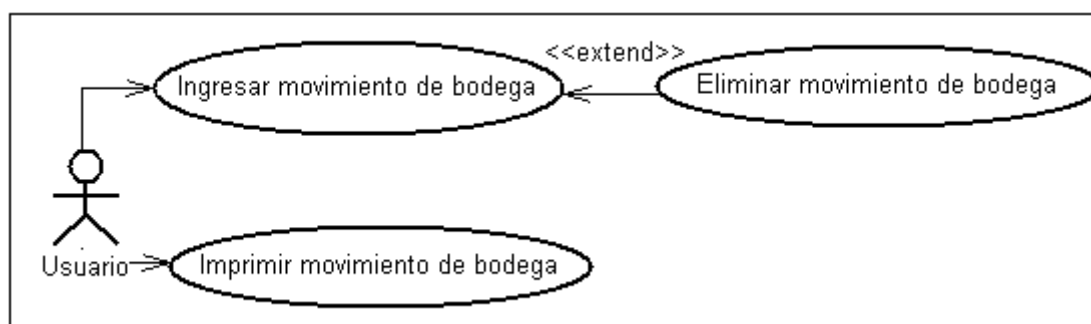 <<extend>>
Ingresar movimiento de bodega
Eliminar movimiento de bodega
Usuario
Imprimir movimiento de bodega